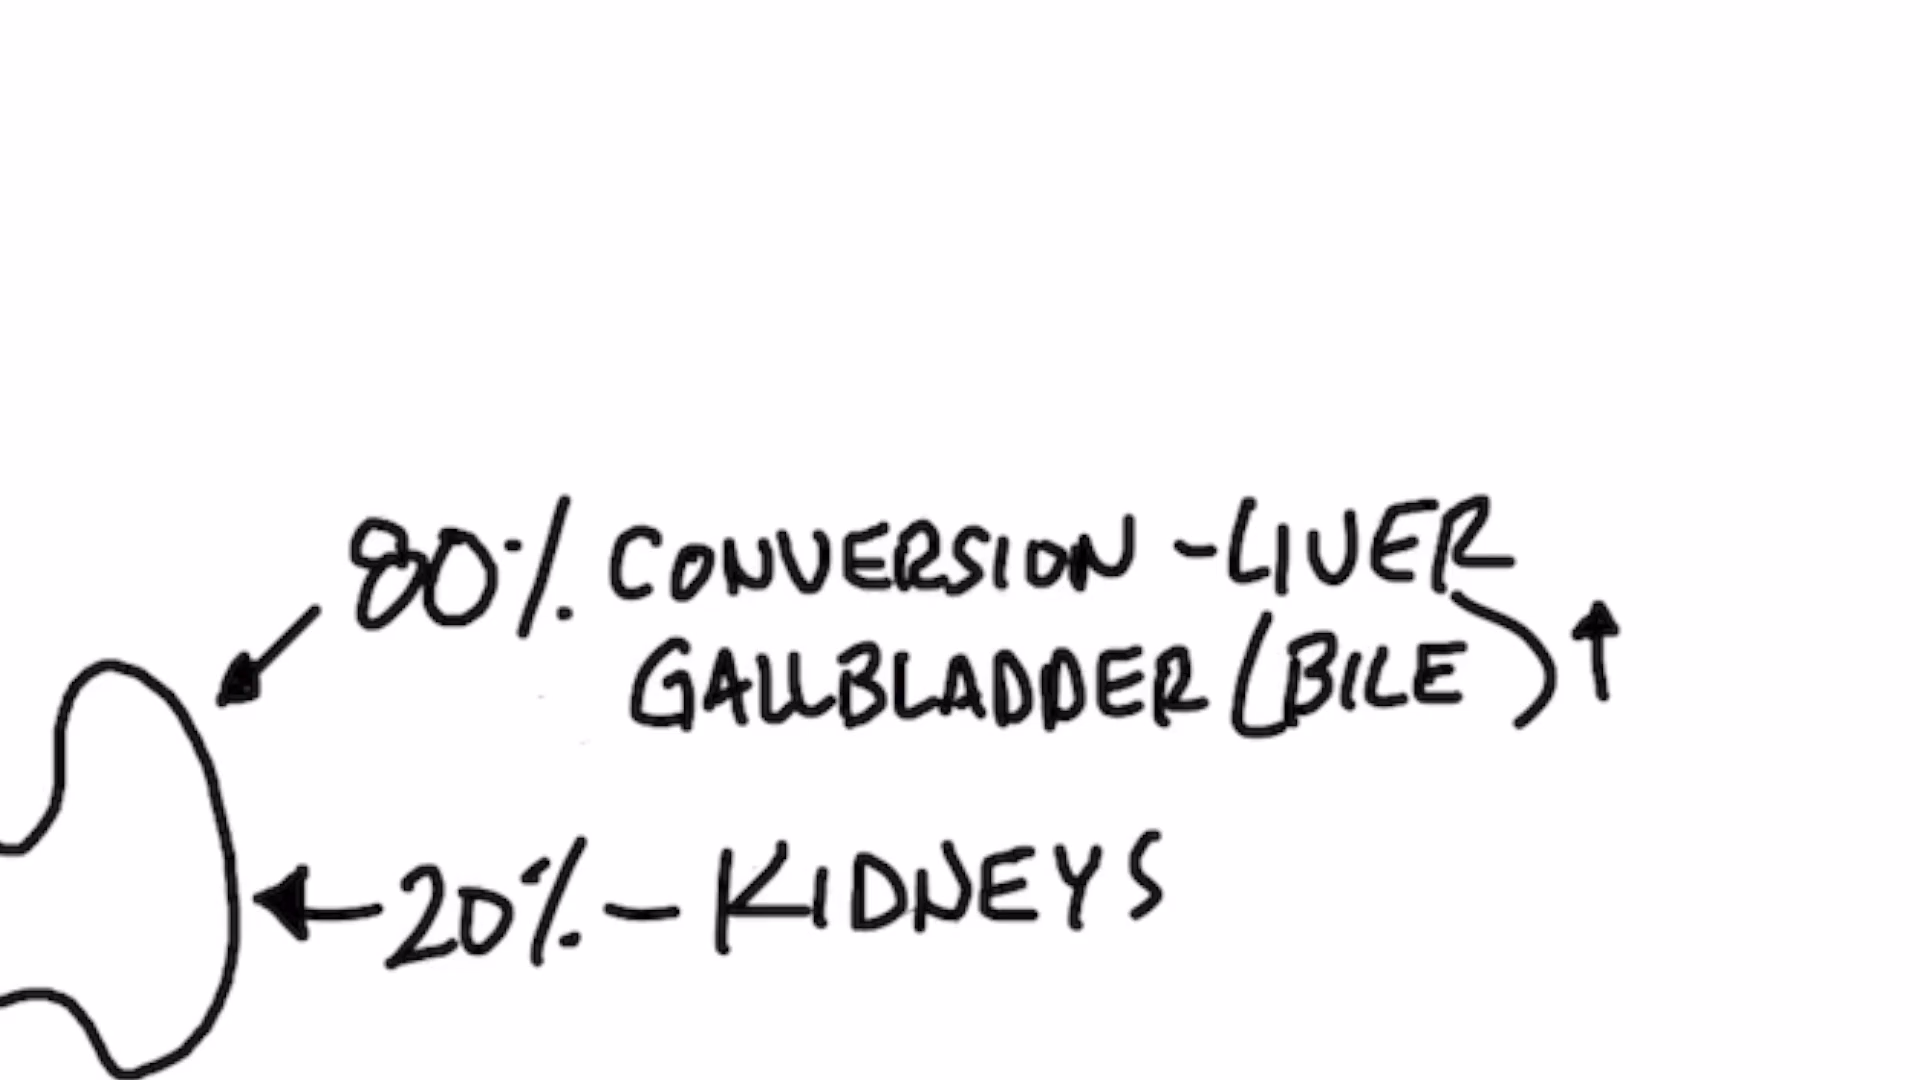 80% CONVERSION - LIVER
GALLBLADDER (BILE)
20% - KIDNEYS